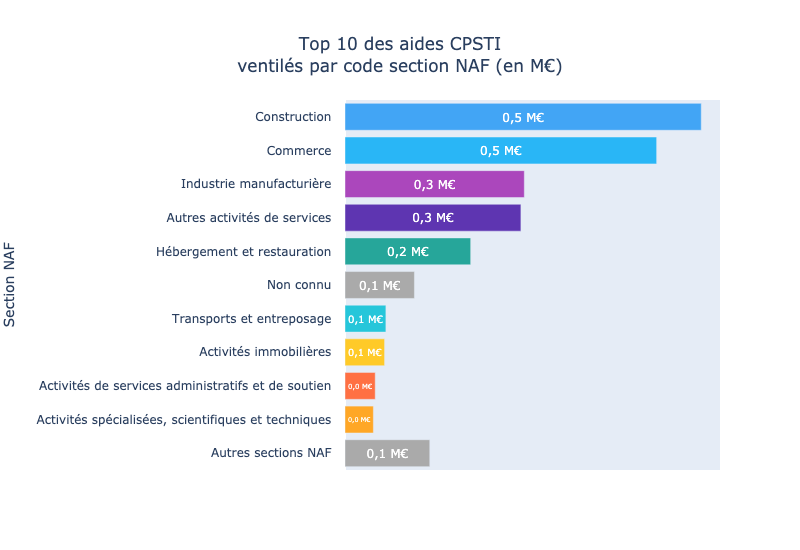 Top 10 des aides CPSTI
ventilés par code section NAF (en M€)
Section NAF
Construction 0,5 M€
Commerce 0,5 M€
Industrie manufacturière 0,3 M€
Autres activités de services 0,3 M€
Hébergement et restauration 0,2 M€
Non connu 0,1 M€
Transports et entreposage 0,1 M€
Activités immobilières 0,1 M€
Activités de services administratifs et de soutien 0,0 M€
Activités spécialisées, scientifiques et techniques 0,0 M€
Autres sections NAF 0,1 M€